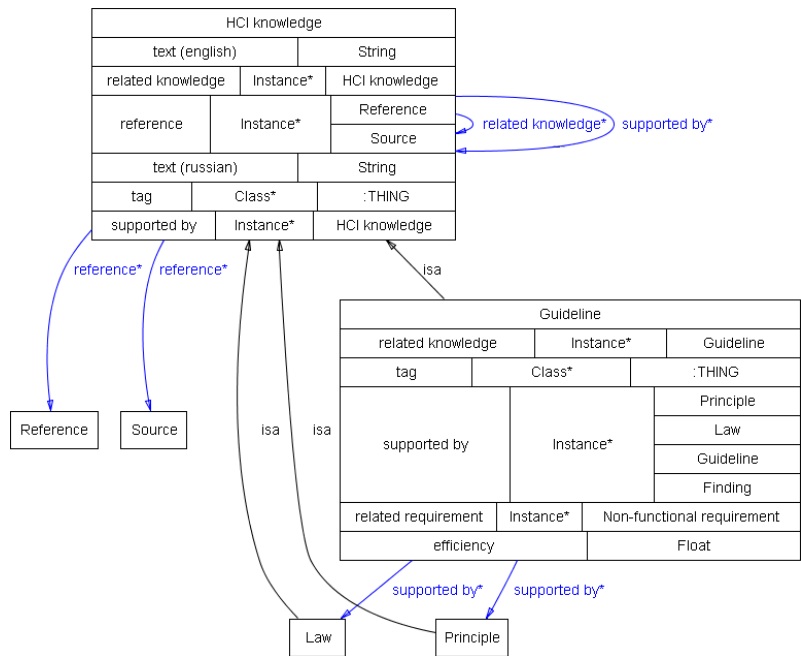 HCI knowledge
text (english) String
related knowledge Instance* HCI knowledge
reference Instance* Reference
Source
text (russian) String
tag Class* :THING
supported by Instance* HCI knowledge
related knowledge* supported by*
reference* reference*
isa
Guideline
related knowledge Instance* Guideline
tag Class* :THING
supported by Instance* Principle
Law
Guideline
Finding
related requirement Instance* Non-functional requirement
efficiency Float
Reference Source
isa isa
supported by* supported by*
Law Principle